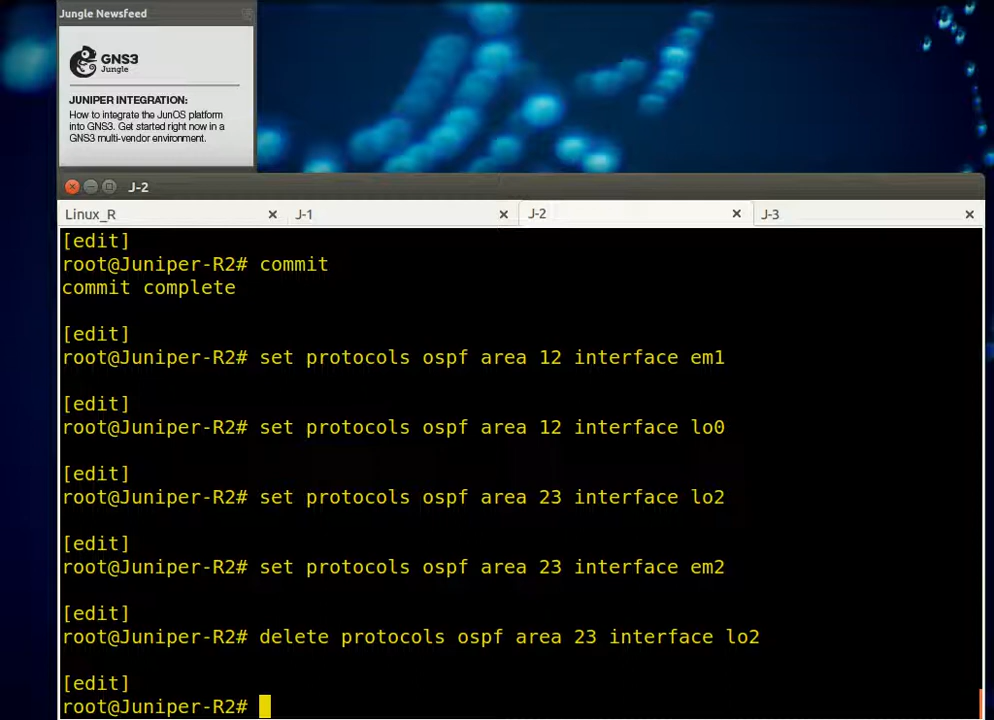 Jungle Newsfeed
GNS3
Jungle
JUNIPER INTEGRATION:
How to integrate the JunOS platform
into GNS3. Get started right now in a
GNS3 multi-vendor environment.
J-2
Linux_R
J-1
J-2
J-3
[edit]
root@Juniper-R2# commit
commit complete
[edit]
root@Juniper-R2# set protocols ospf area 12 interface em1
[edit]
root@Juniper-R2# set protocols ospf area 12 interface lo0
[edit]
root@Juniper-R2# set protocols ospf area 23 interface lo2
[edit]
root@Juniper-R2# set protocols ospf area 23 interface em2
[edit]
root@Juniper-R2# delete protocols ospf area 23 interface lo2
[edit]
root@Juniper-R2#